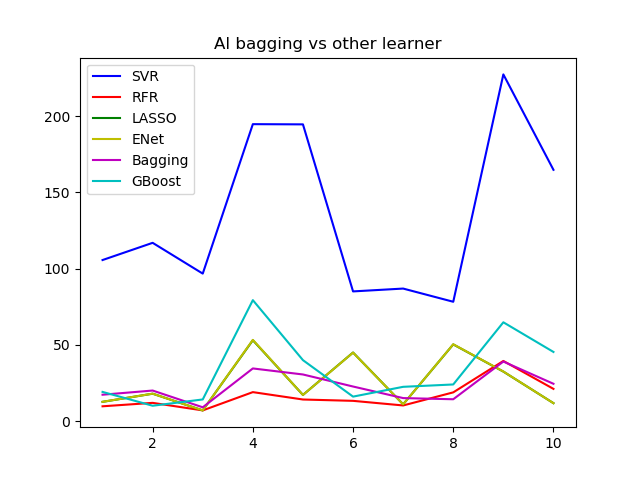 Al bagging vs other learner
SVR
RFR
LASSO
ENet
Bagging
GBoost
200
150
100
50
0
2 4 6 8 10